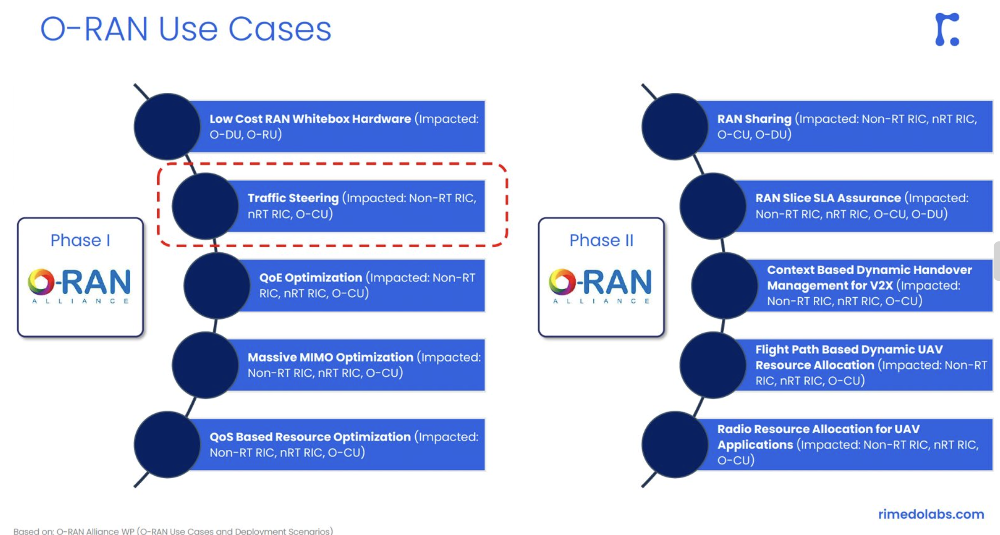 O-RAN Use Cases
Phase I
O-RAN
ALLIANCE
Low Cost RAN Whitebox Hardware (Impacted:
O-DU, O-RU)
Traffic Steering (Impacted: Non-RT RIC,
nRT RIC, O-CU)
QoE Optimization (Impacted: Non-RT
RIC, nRT RIC, O-CU)
Massive MIMO Optimization (Impacted:
Non-RT RIC, nRT RIC, O-CU)
QoS Based Resource Optimization (Impacted:
Non-RT RIC, nRT RIC, O-CU)
Phase II
O-RAN
ALLIANCE
RAN Sharing (Impacted: Non-RT RIC, nRT RIC,
O-CU, O-DU)
RAN Slice SLA Assurance (Impacted:
Non-RT RIC, nRT RIC, O-CU, O-DU)
Context Based Dynamic Handover
Management for V2X (Impacted:
Non-RT RIC, nRT RIC, O-CU)
Flight Path Based Dynamic UAV
Resource Allocation (Impacted: Non-RT
RIC, nRT RIC, O-CU)
Radio Resource Allocation for UAV
Applications (Impacted: Non-RT RIC, nRT RIC,
O-CU)
rimedolabs.com
Based on: O-RAN Alliance WP (O-RAN Use Cases and Deployment Scenarios)